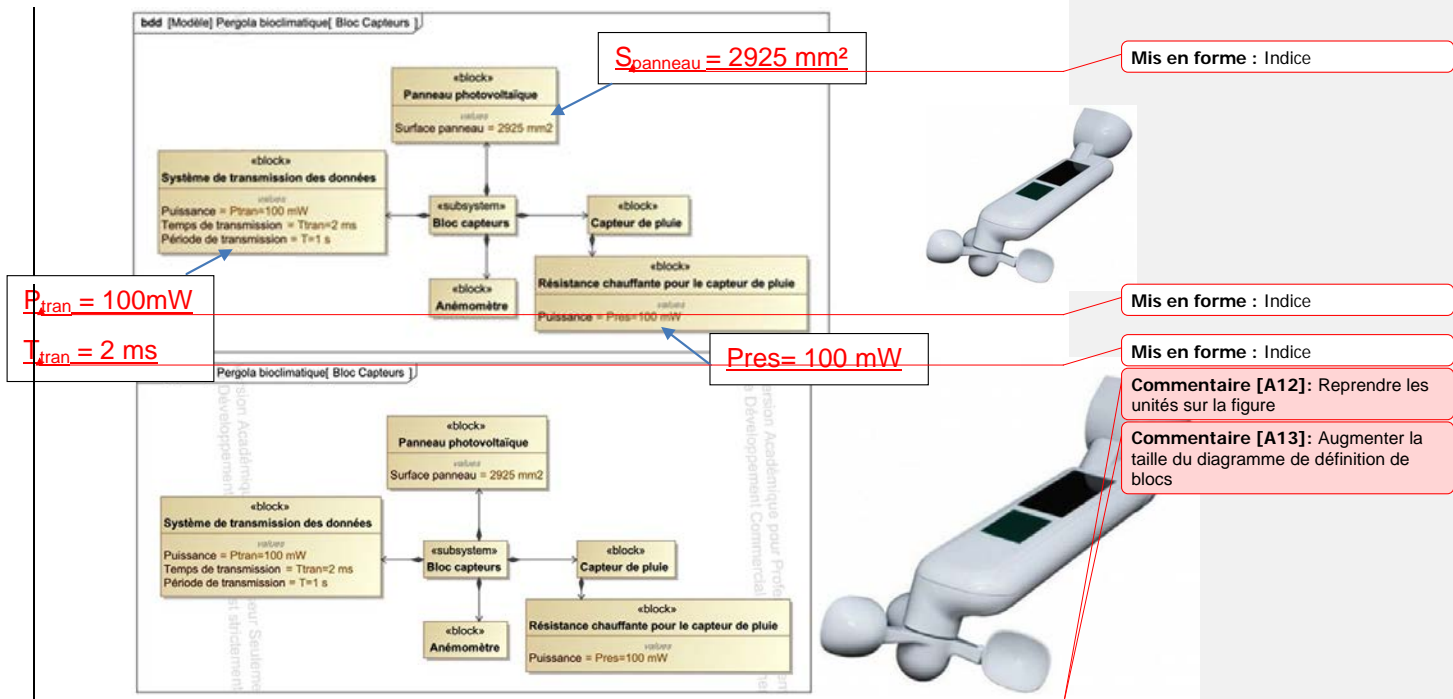 bdd [Modèle] Pergola bioclimatique[ Bloc Capteurs ]
S panneau = 2925 mm²
Mis en forme : Indice
«block»
Panneau photovoltaïque
values
Surface panneau = 2925 mm2
«block»
Système de transmission des données
values
Puissance = Ptran=100 mW
Temps de transmission = Ttran=2 ms
Période de transmission = T=1 s
«subsystem»
Bloc capteurs
«block»
Capteur de pluie
«block»
Anémomètre
«block»
Résistance chauffante pour le capteur de pluie
values
Puissance = Pres=100 mW
Ptran = 100mW
Ttran = 2 ms
Pres= 100 mW
Mis en forme : Indice
Mis en forme : Indice
Commentaire [A12]: Reprendre les
unités sur la figure
Commentaire [A13]: Augmenter la
taille du diagramme de définition de
blocs
Pergola bioclimatique[ Bloc Capteurs ]
«block»
Panneau photovoltaïque
values
Surface panneau = 2925 mm2
«block»
Système de transmission des données
values
Puissance = Ptran=100 mW
Temps de transmission = Ttran=2 ms
Période de transmission = T=1 s
«subsystem»
Bloc capteurs
«block»
Capteur de pluie
«block»
Anémomètre
«block»
Résistance chauffante pour le capteur de pluie
values
Puissance = Pres=100 mW